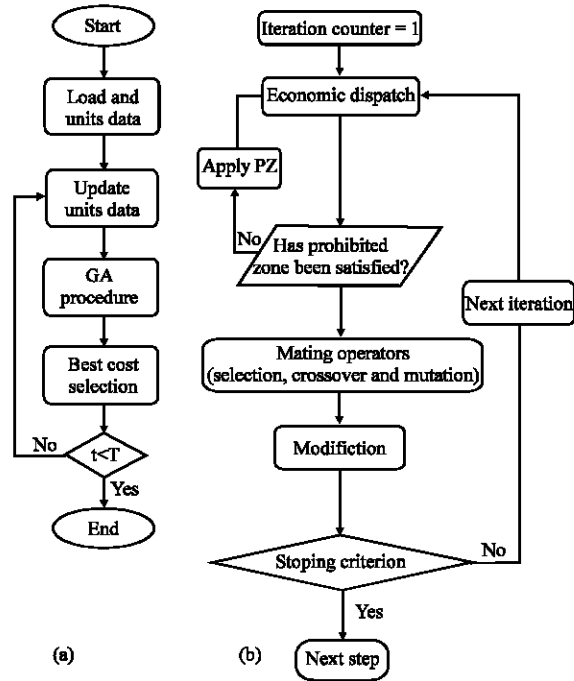 Start
Load and
units data
Update
units data
GA
procedure
Best cost
selection
t<T
No
Yes
End
(a)
Iteration counter = 1
Economic dispatch
Apply PZ
No
Has prohibited
zone been satisfied?
Next iteration
Mating operators
(selection, crossover and mutation)
Modifiction
Stoping criterion
No
Yes
Next step
(b)